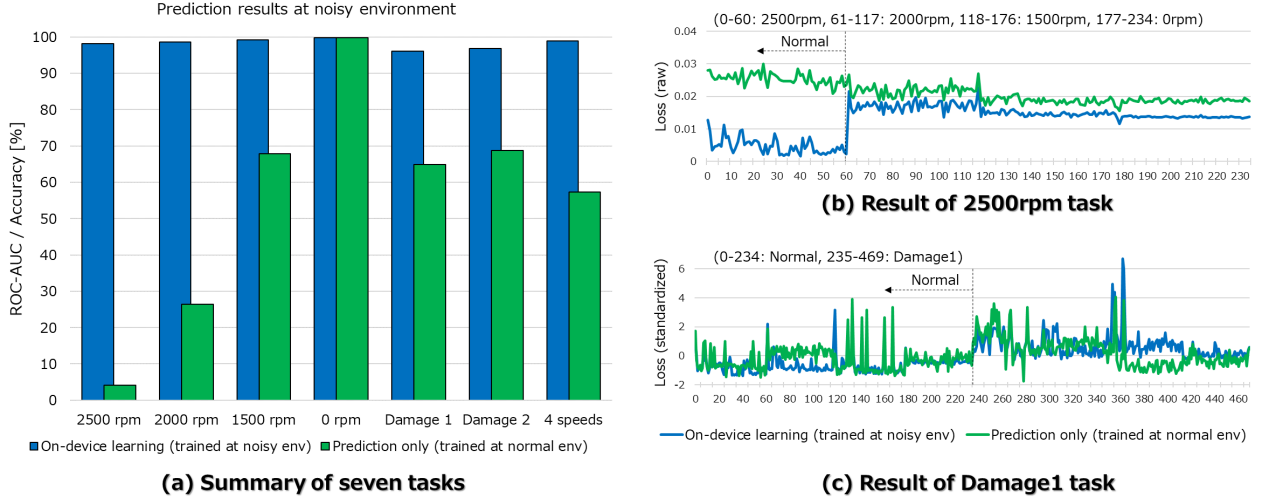 Prediction results at noisy environment
ROC-AUC / Accuracy [%]
100
90
80
70
60
50
40
30
20
10
0
2500 rpm 2000 rpm 1500 rpm 0 rpm Damage 1 Damage 2 4 speeds
On-device learning (trained at noisy env) Prediction only (trained at normal env)
(a) Summary of seven tasks
(0-60: 2500rpm, 61-117: 2000rpm, 118-176: 1500rpm, 177-234: 0rpm)
Normal
Loss (raw)
0.04
0.03
0.02
0.01
0
0 10 20 30 40 50 60 70 80 90 100 110 120 130 140 150 160 170 180 190 200 210 220 230
(b) Result of 2500rpm task
(0-234: Normal, 235-469: Damage1)
Normal
Loss (standardized)
6
4
2
0
-2
0 20 40 60 80 100 120 140 160 180 200 220 240 260 280 300 320 340 360 380 400 420 440 460
On-device learning (trained at noisy env) Prediction only (trained at normal env)
(c) Result of Damage1 task